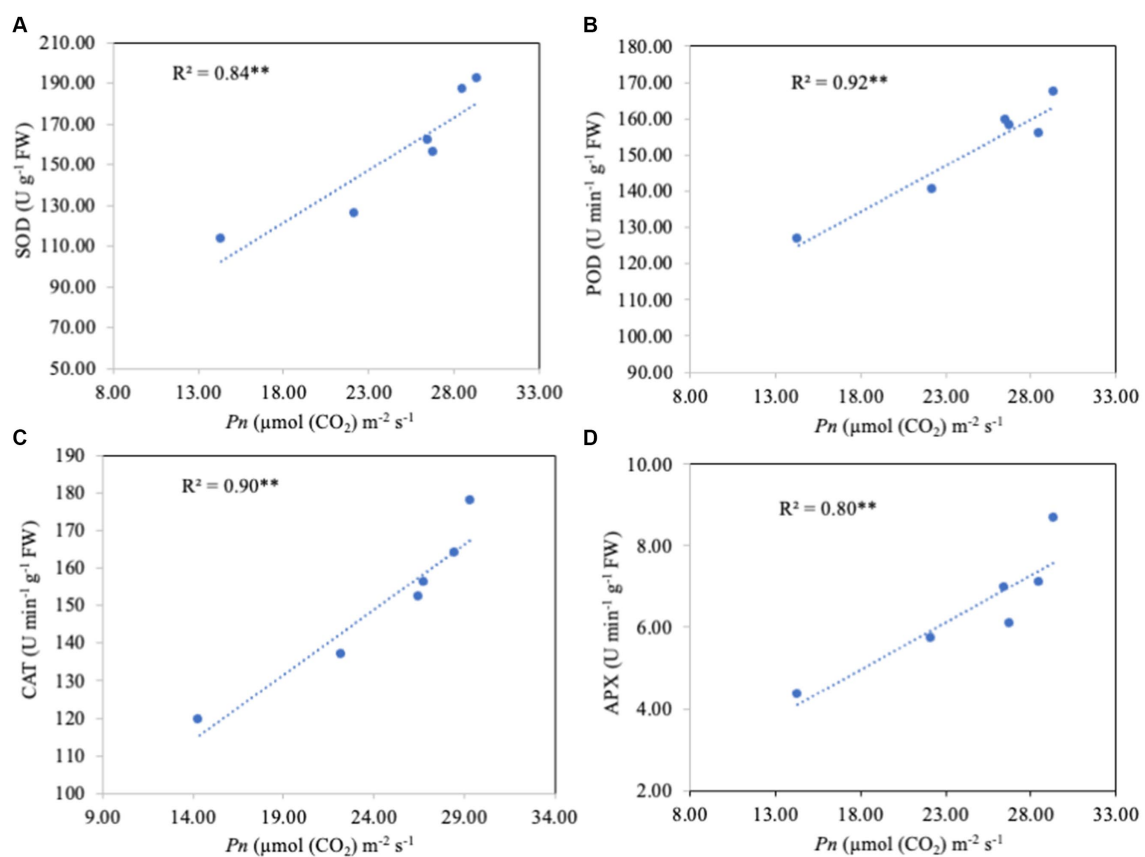 A
210.00
190.00
170.00
150.00
130.00
110.00
90.00
70.00
50.00
SOD (U g⁻¹ FW)
R² = 0.84**
8.00 13.00 18.00 23.00 28.00 33.00
Pn (µmol (CO₂) m⁻² s⁻¹
B
180.00
170.00
160.00
150.00
140.00
130.00
120.00
110.00
100.00
90.00
POD (U min⁻¹ g⁻¹ FW)
R² = 0.92**
8.00 13.00 18.00 23.00 28.00 33.00
Pn (µmol (CO₂) m⁻² s⁻¹
C
190
180
170
160
150
140
130
120
110
100
CAT (U min⁻¹ g⁻¹ FW)
R² = 0.90**
9.00 14.00 19.00 24.00 29.00 34.00
Pn (µmol (CO₂) m⁻² s⁻¹
D
10.00
8.00
6.00
4.00
2.00
APX (U min⁻¹ g⁻¹ FW)
R² = 0.80**
8.00 13.00 18.00 23.00 28.00 33.00
Pn (µmol (CO₂) m⁻² s⁻¹